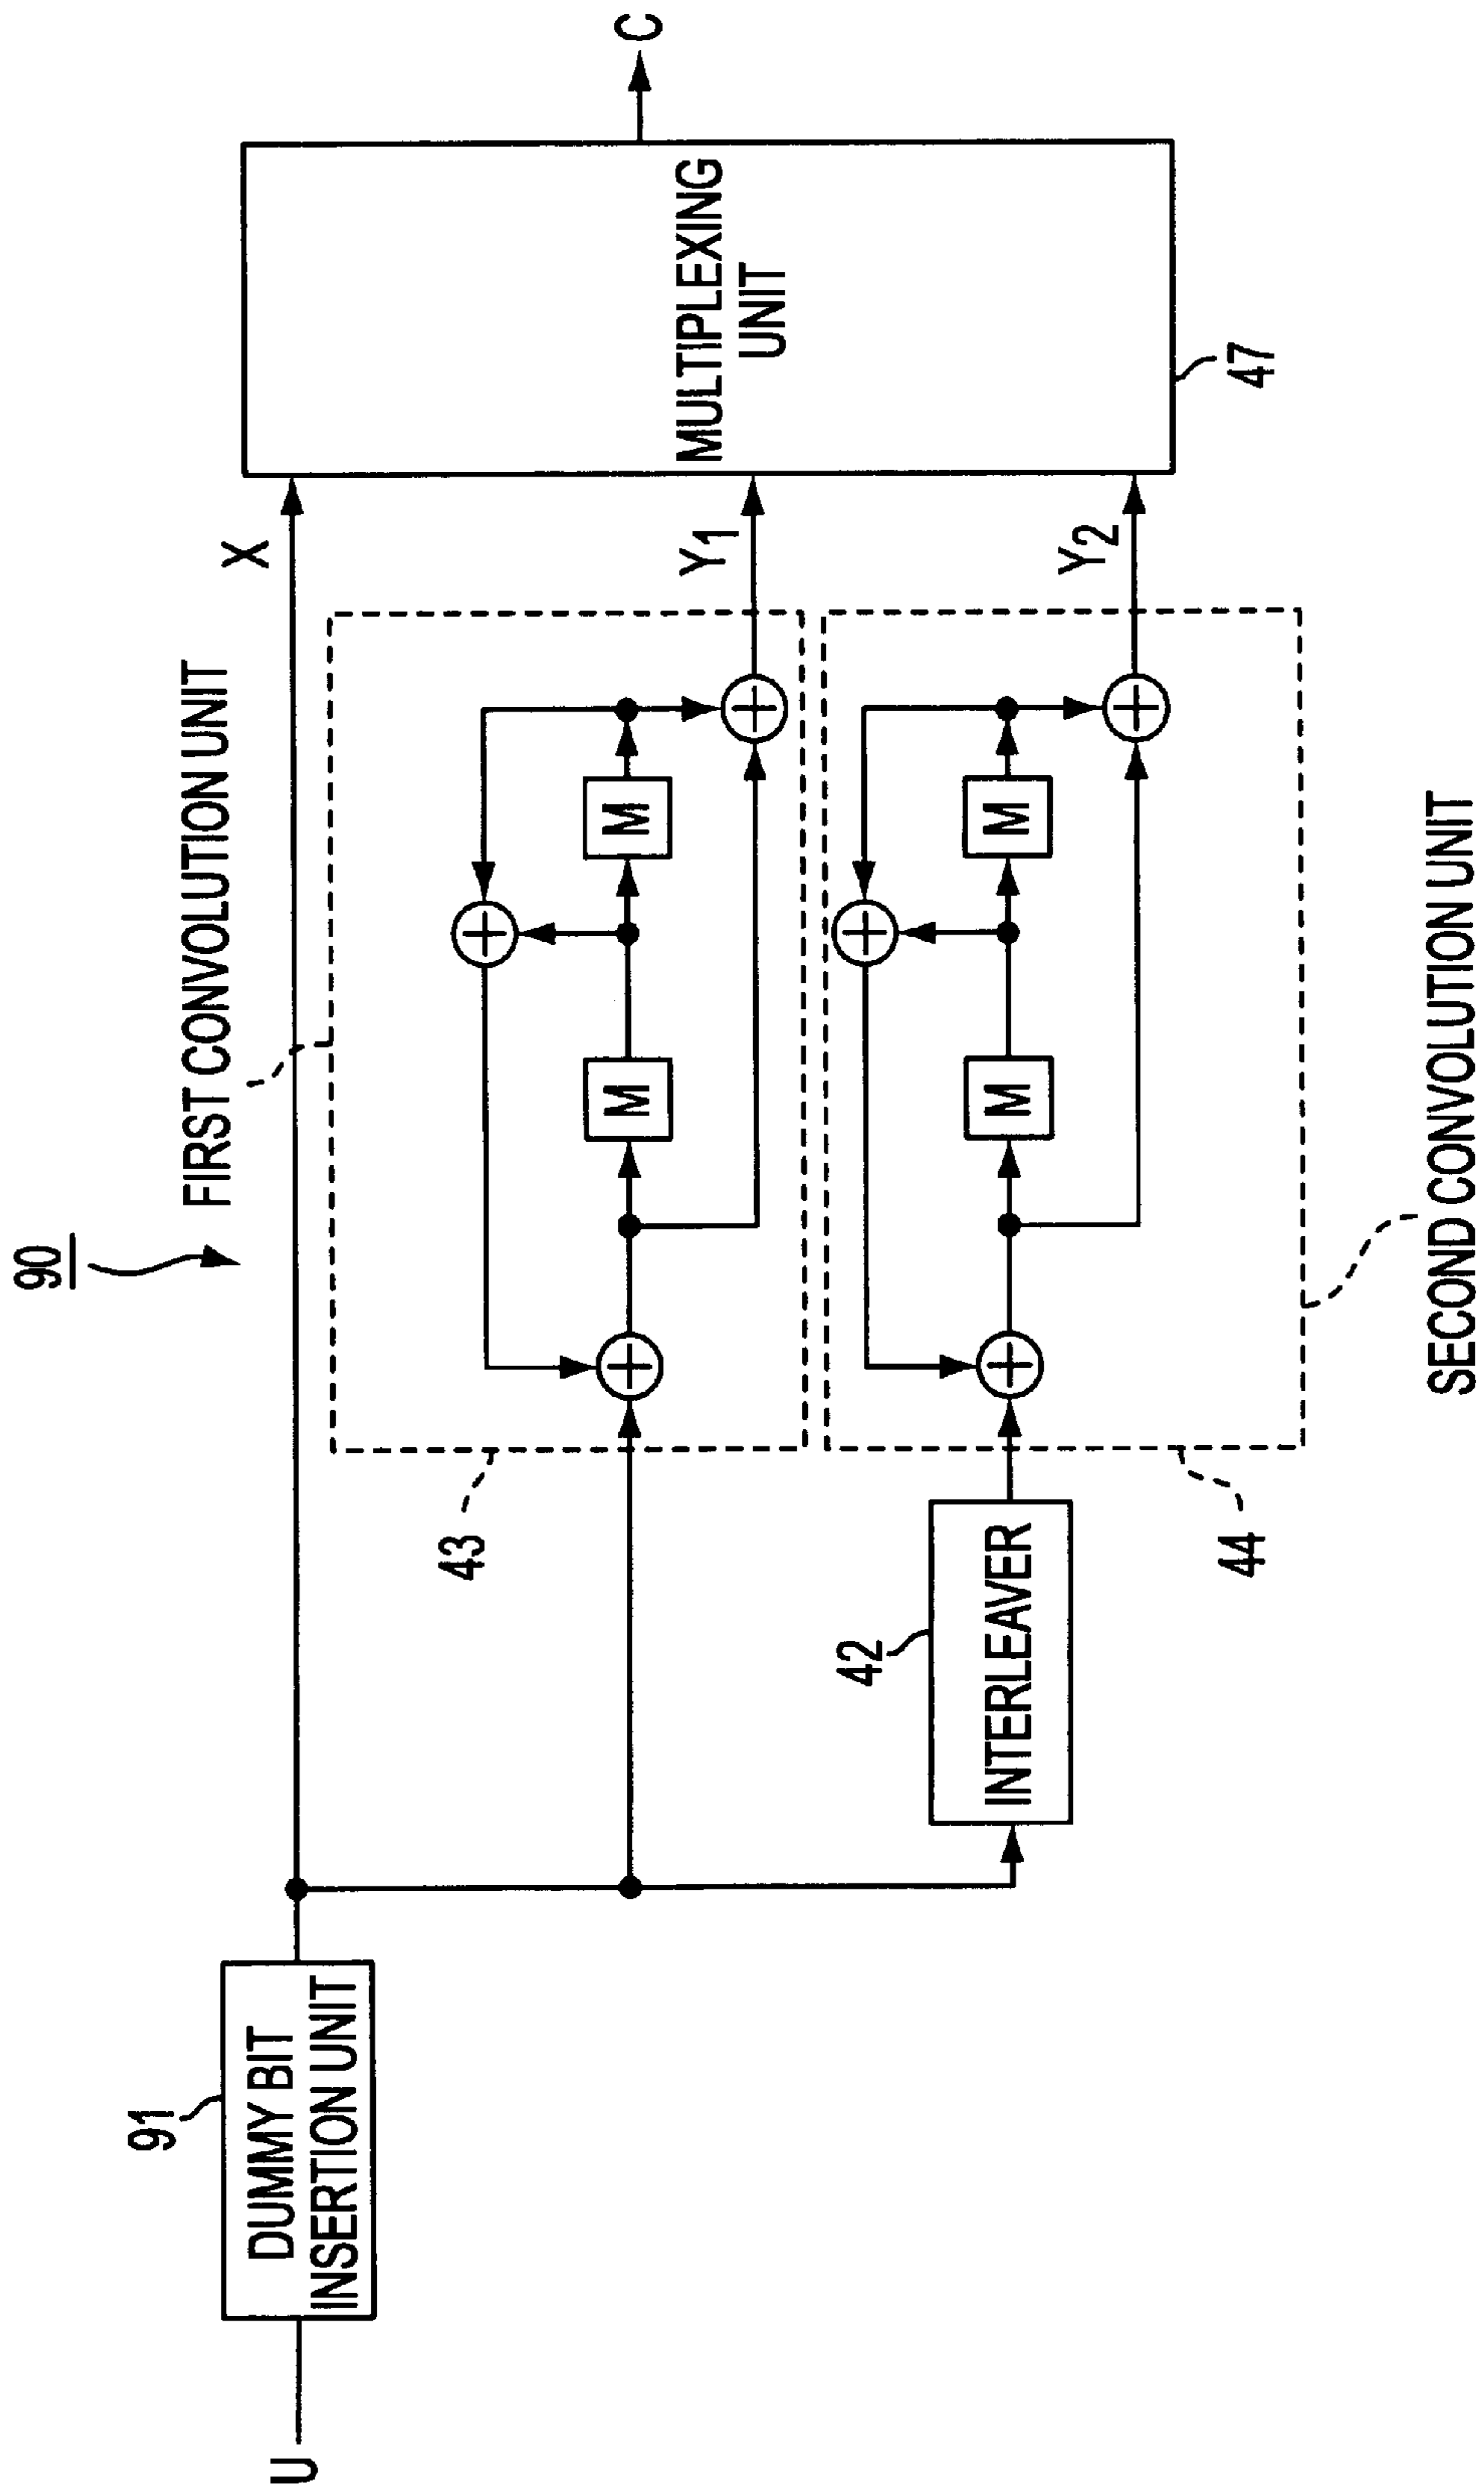 90
U
91
DUMMY BIT
INSERTION UNIT
FIRST CONVOLUTION UNIT
X
43
M
M
Y1
42
INTERLEAVER
44
M
M
Y2
SECOND CONVOLUTION UNIT
MULTIPLEXING
UNIT
47
C